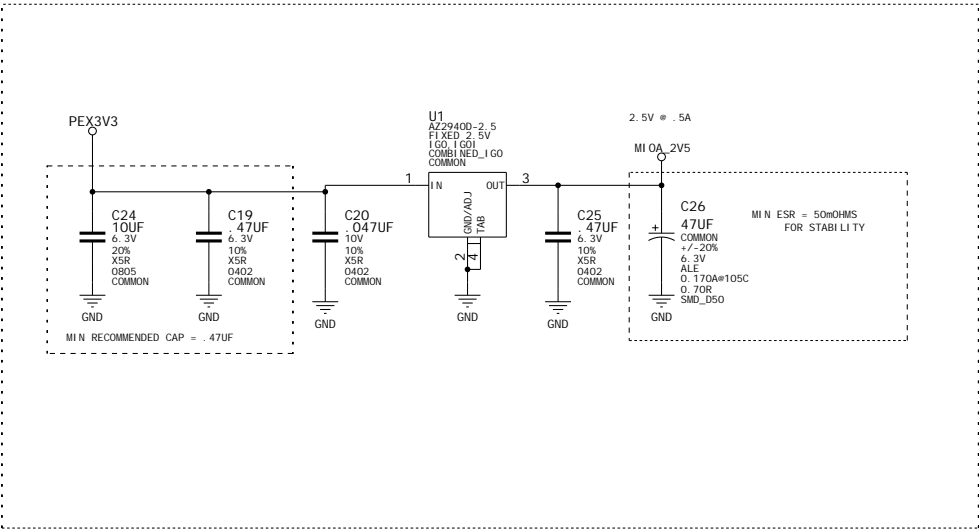 PEX3V3
C24
10UF
6.3V
20%
X5R
0805
COMMON
GND
C19
.47UF
6.3V
10%
X5R
0402
COMMON
GND
MIN RECOMMENDED CAP = .47UF
C20
.047UF
10V
10%
X5R
0402
COMMON
GND
U1
AZ2940D-2.5
FIXED 2.5V
IGO,IGOI
COMBINED_IGO
COMMON
1
IN
OUT
3
GND/ADJ
TAB
2
4
GND
C25
.47UF
6.3V
10%
X5R
0402
COMMON
GND
2.5V @ .5A
MIOA_2V5
C26
47UF
COMMON
+/-20%
6.3V
ALE
0.170A@105C
0.70R
SMD_D50
+
GND
MIN ESR = 50mOHMS
FOR STABILITY